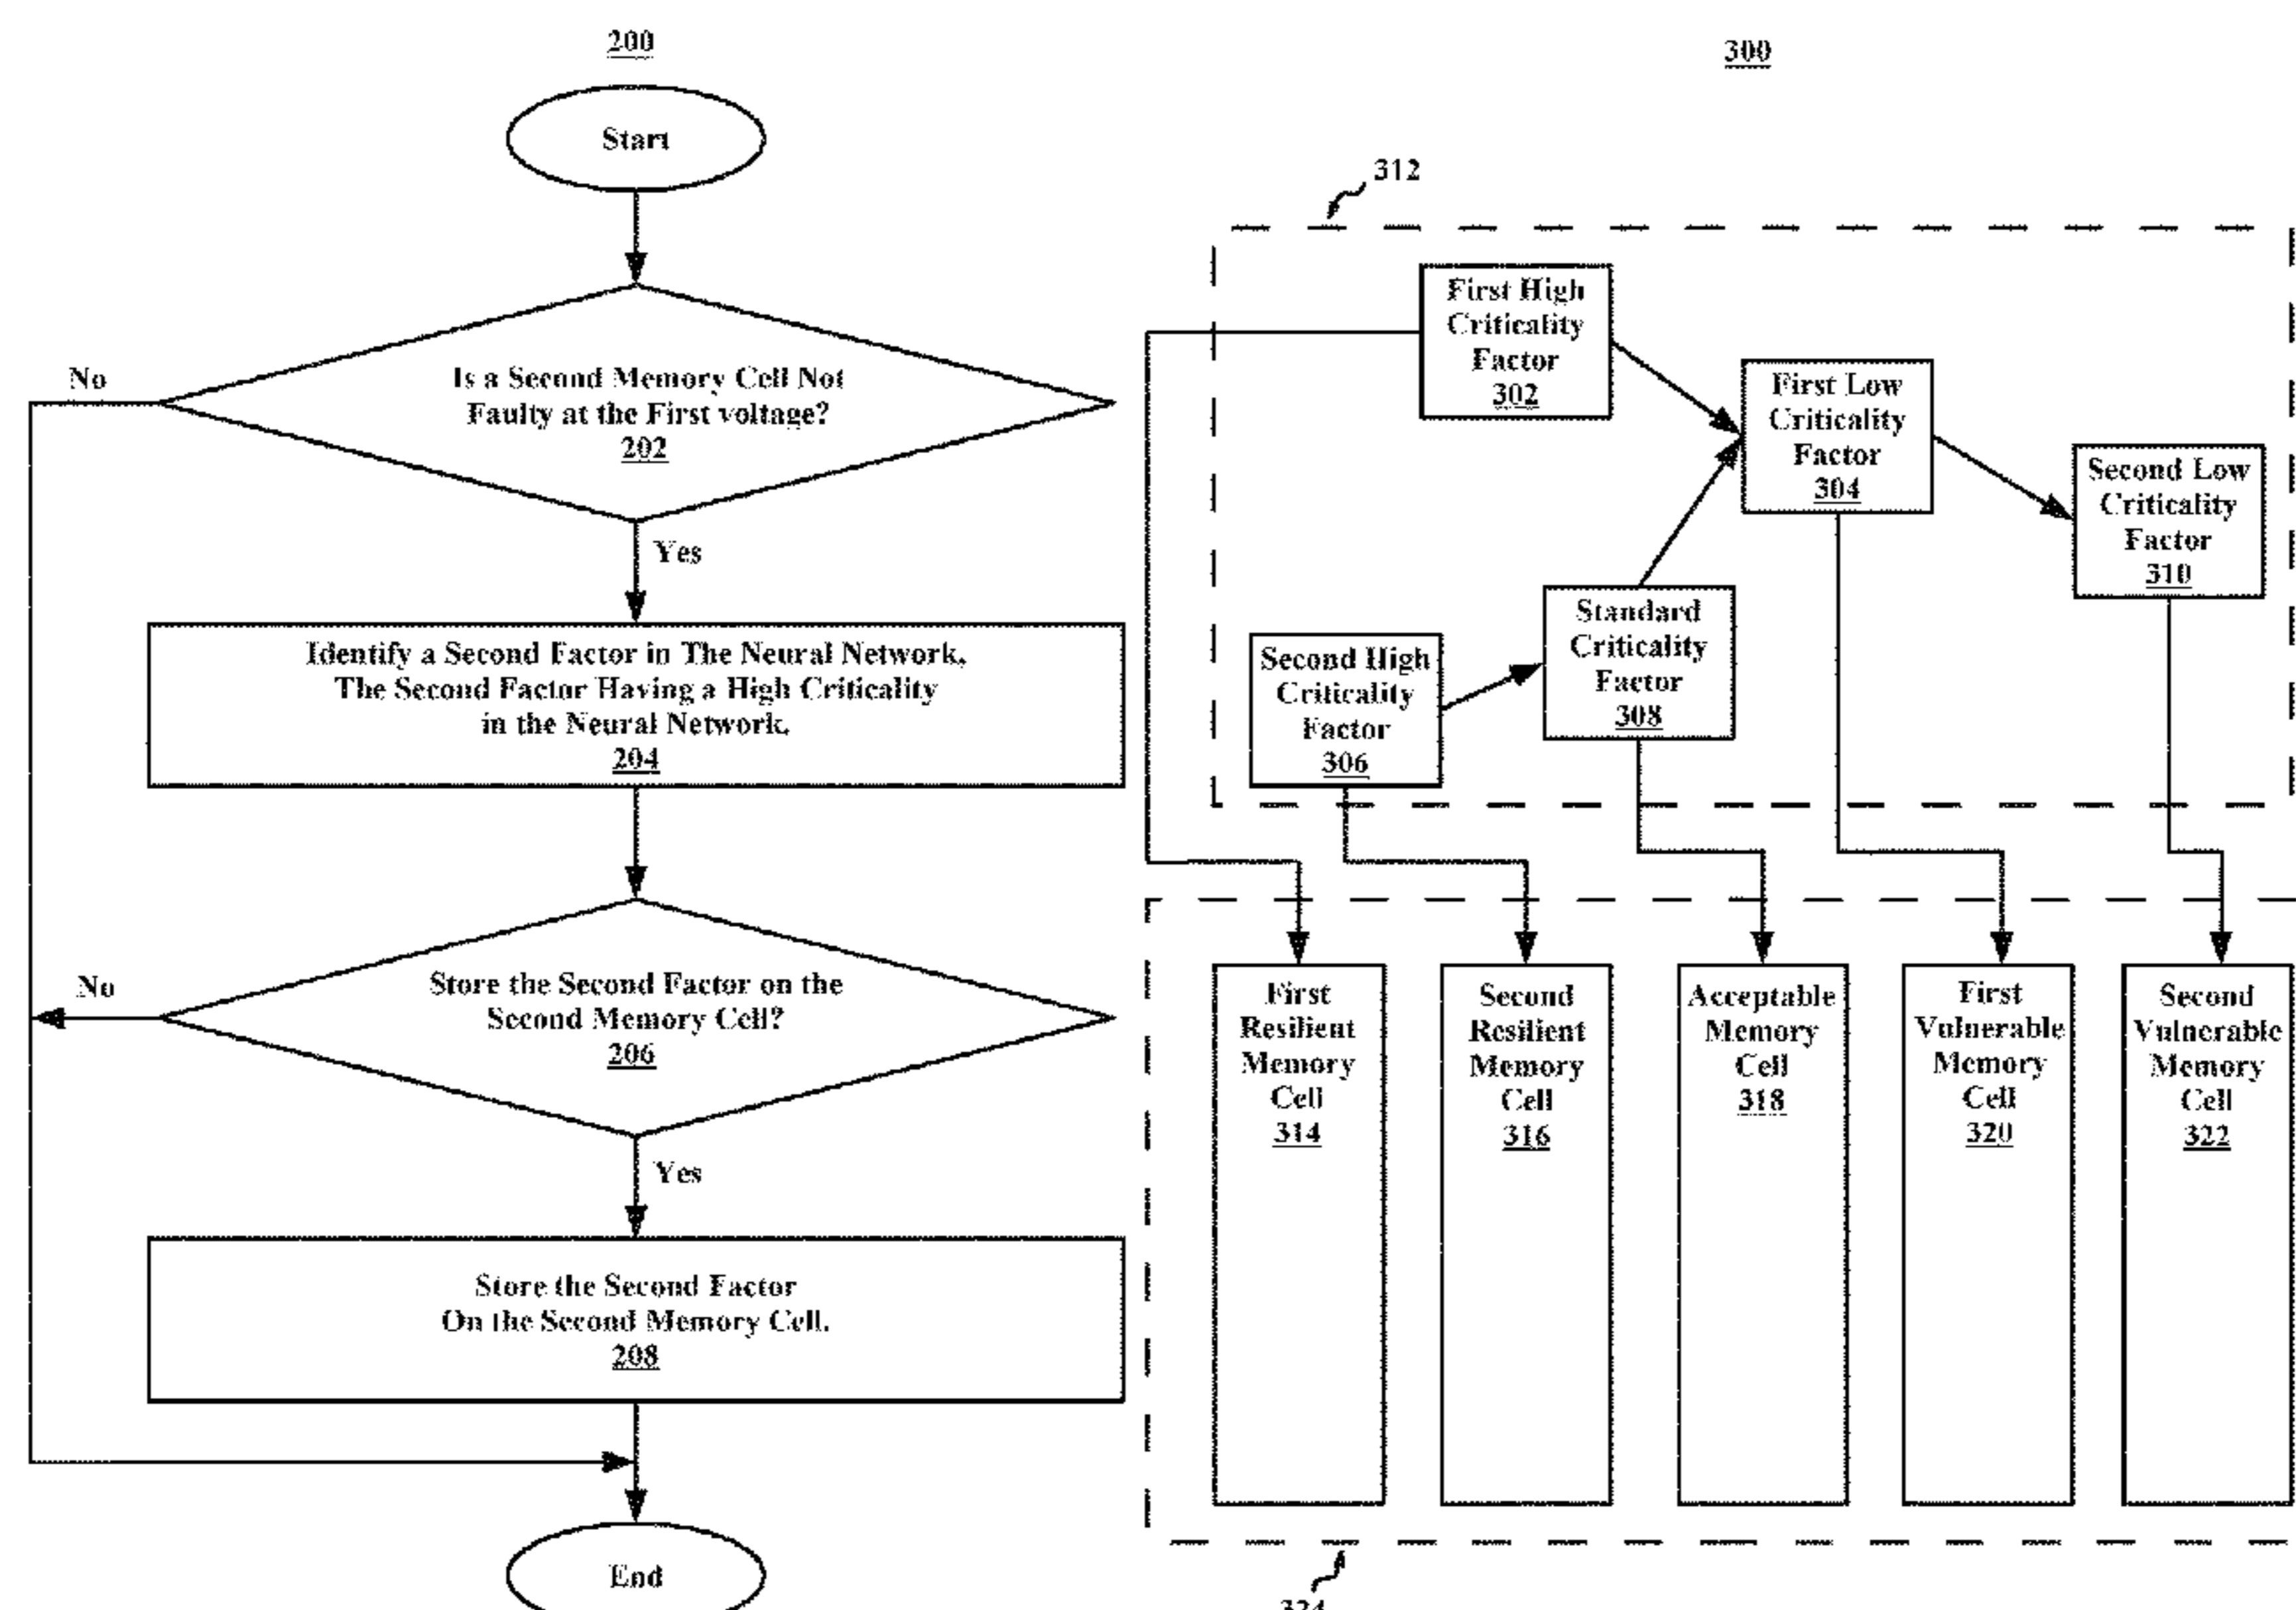 200
Start
Is a Second Memory Cell Not
Faulty at the First voltage?
202
No
Yes
Identify a Second Factor in The Neural Network,
The Second Factor Having a High Criticality
in the Neural Network.
204
Store the Second Factor on the
Second Memory Cell?
206
No
Yes
Store the Second Factor
On the Second Memory Cell.
208
End
300
312
First High
Criticality
Factor
302
First Low
Criticality
Factor
304
Second Low
Criticality
Factor
310
Standard
Criticality
Factor
308
Second High
Criticality
Factor
306
First
Resilient
Memory
Cell
314
Second
Resilient
Memory
Cell
316
Acceptable
Memory
Cell
318
First
Vulnerable
Memory
Cell
320
Second
Vulnerable
Memory
Cell
322
324